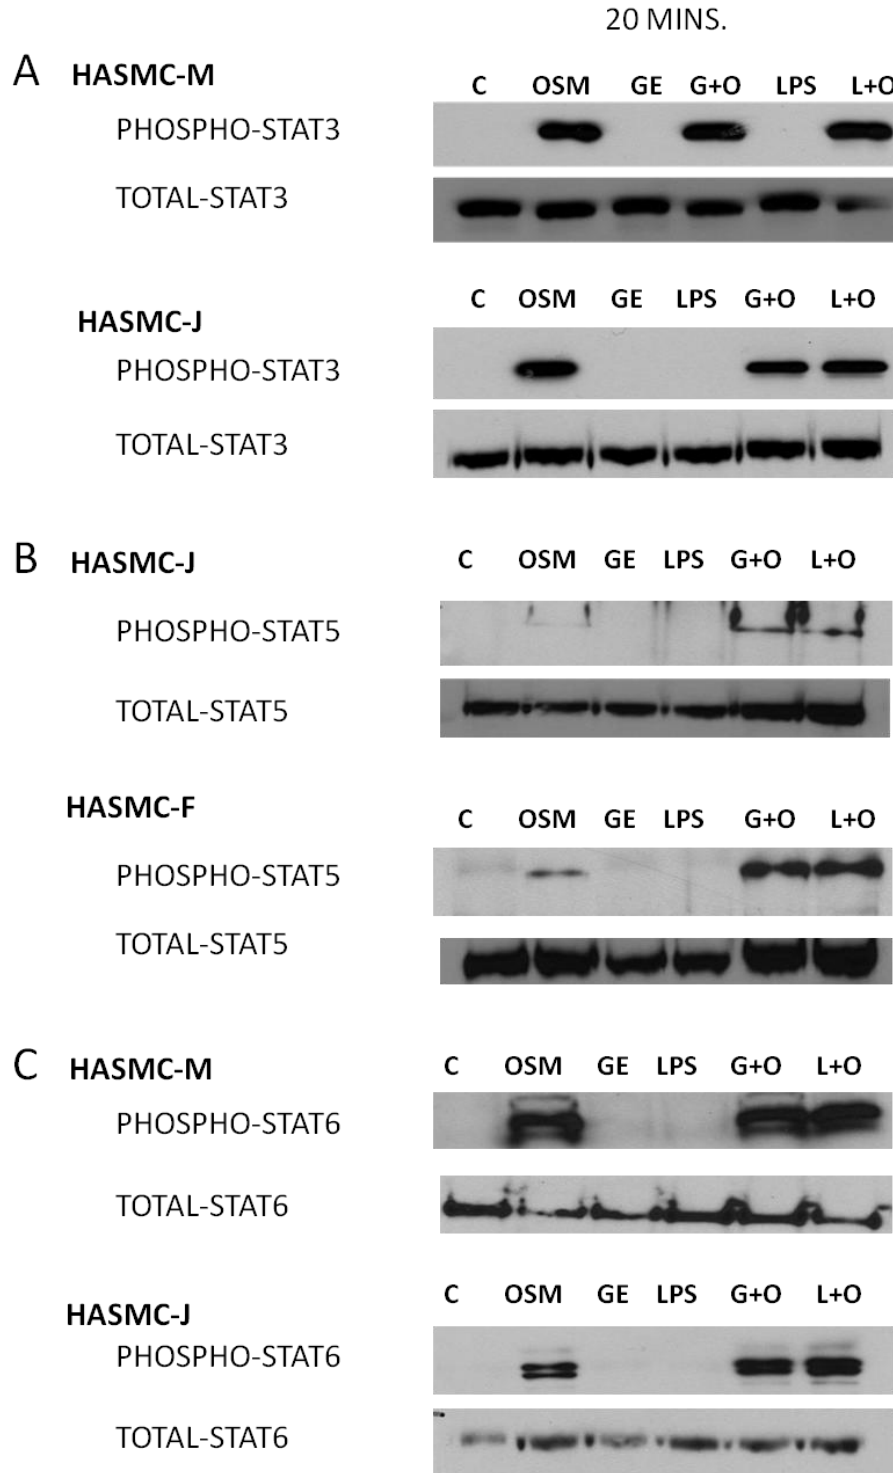 20 MINS.
A HASMC-M
C OSM GE G+O LPS L+O
PHOSPHO-STAT3
TOTAL-STAT3
C OSM GE LPS G+O L+O
HASMC-J
PHOSPHO-STAT3
TOTAL-STAT3
B HASMC-J
C OSM GE LPS G+O L+O
PHOSPHO-STAT5
TOTAL-STAT5
HASMC-F
C OSM GE LPS G+O L+O
PHOSPHO-STAT5
TOTAL-STAT5
C HASMC-M
C OSM GE LPS G+O L+O
PHOSPHO-STAT6
TOTAL-STAT6
C OSM GE LPS G+O L+O
HASMC-J
PHOSPHO-STAT6
TOTAL-STAT6